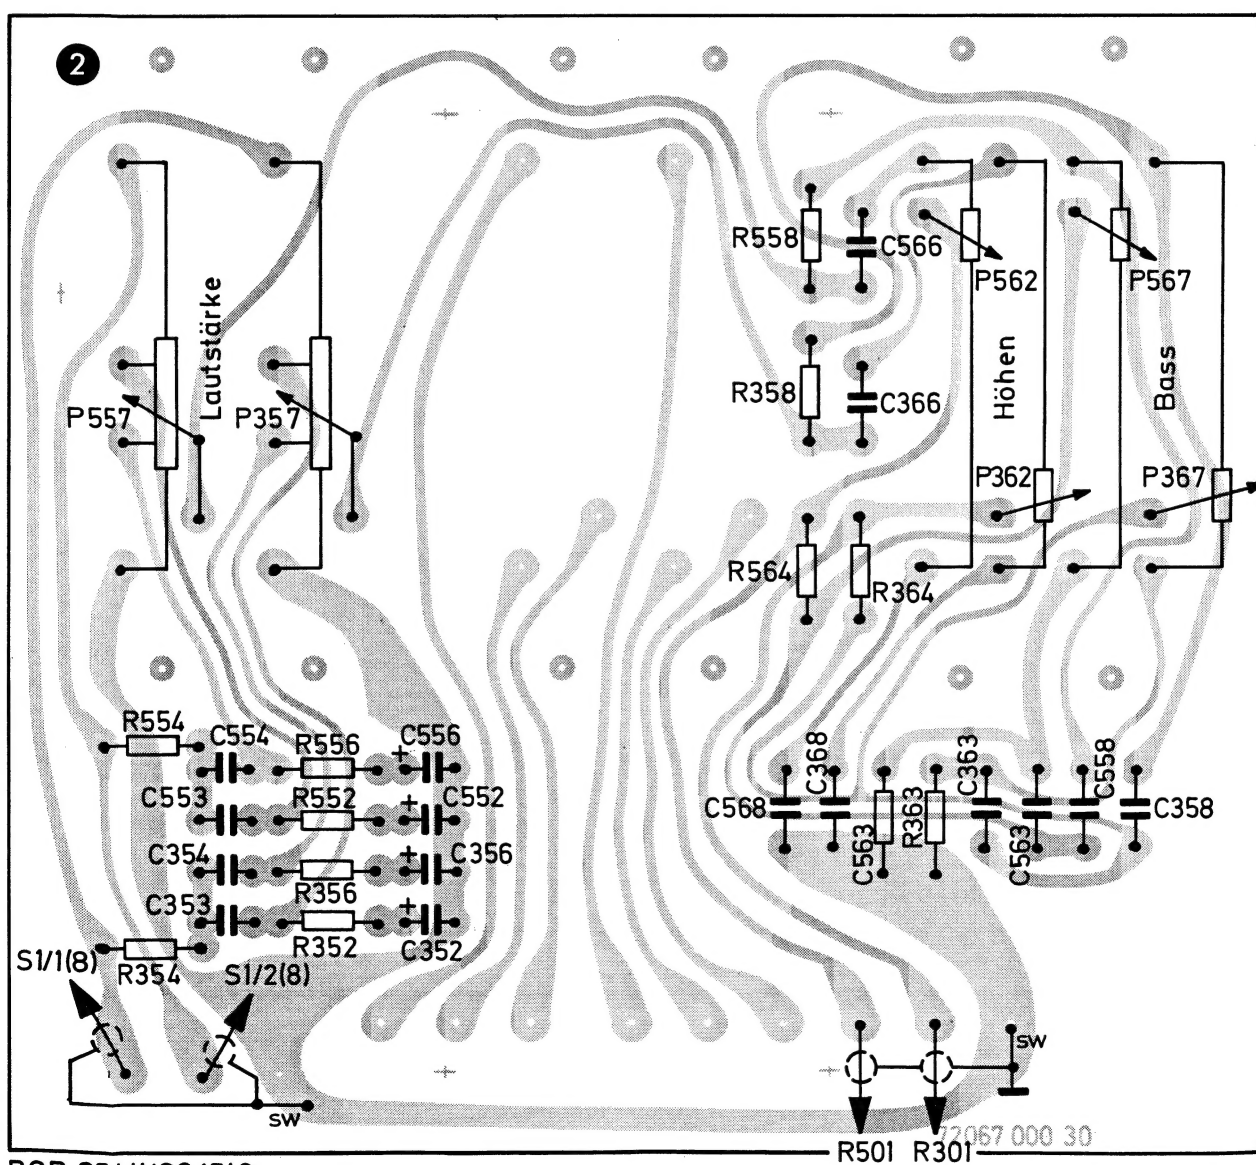 2
R558
C566
P562
P567
Lautstärke
Höhen
Bass
P557
P357
R358
C366
P362
P367
R564
R364
R554
C554
R556
C556
C553
R552
C552
C354
C356
R356
C353
R352
C352
R354
S1/1(8)
S1/2(8)
sw
C568
C368
C563
R363
C363
C563
C558
C358
sw
72067 000 30
R501
R301